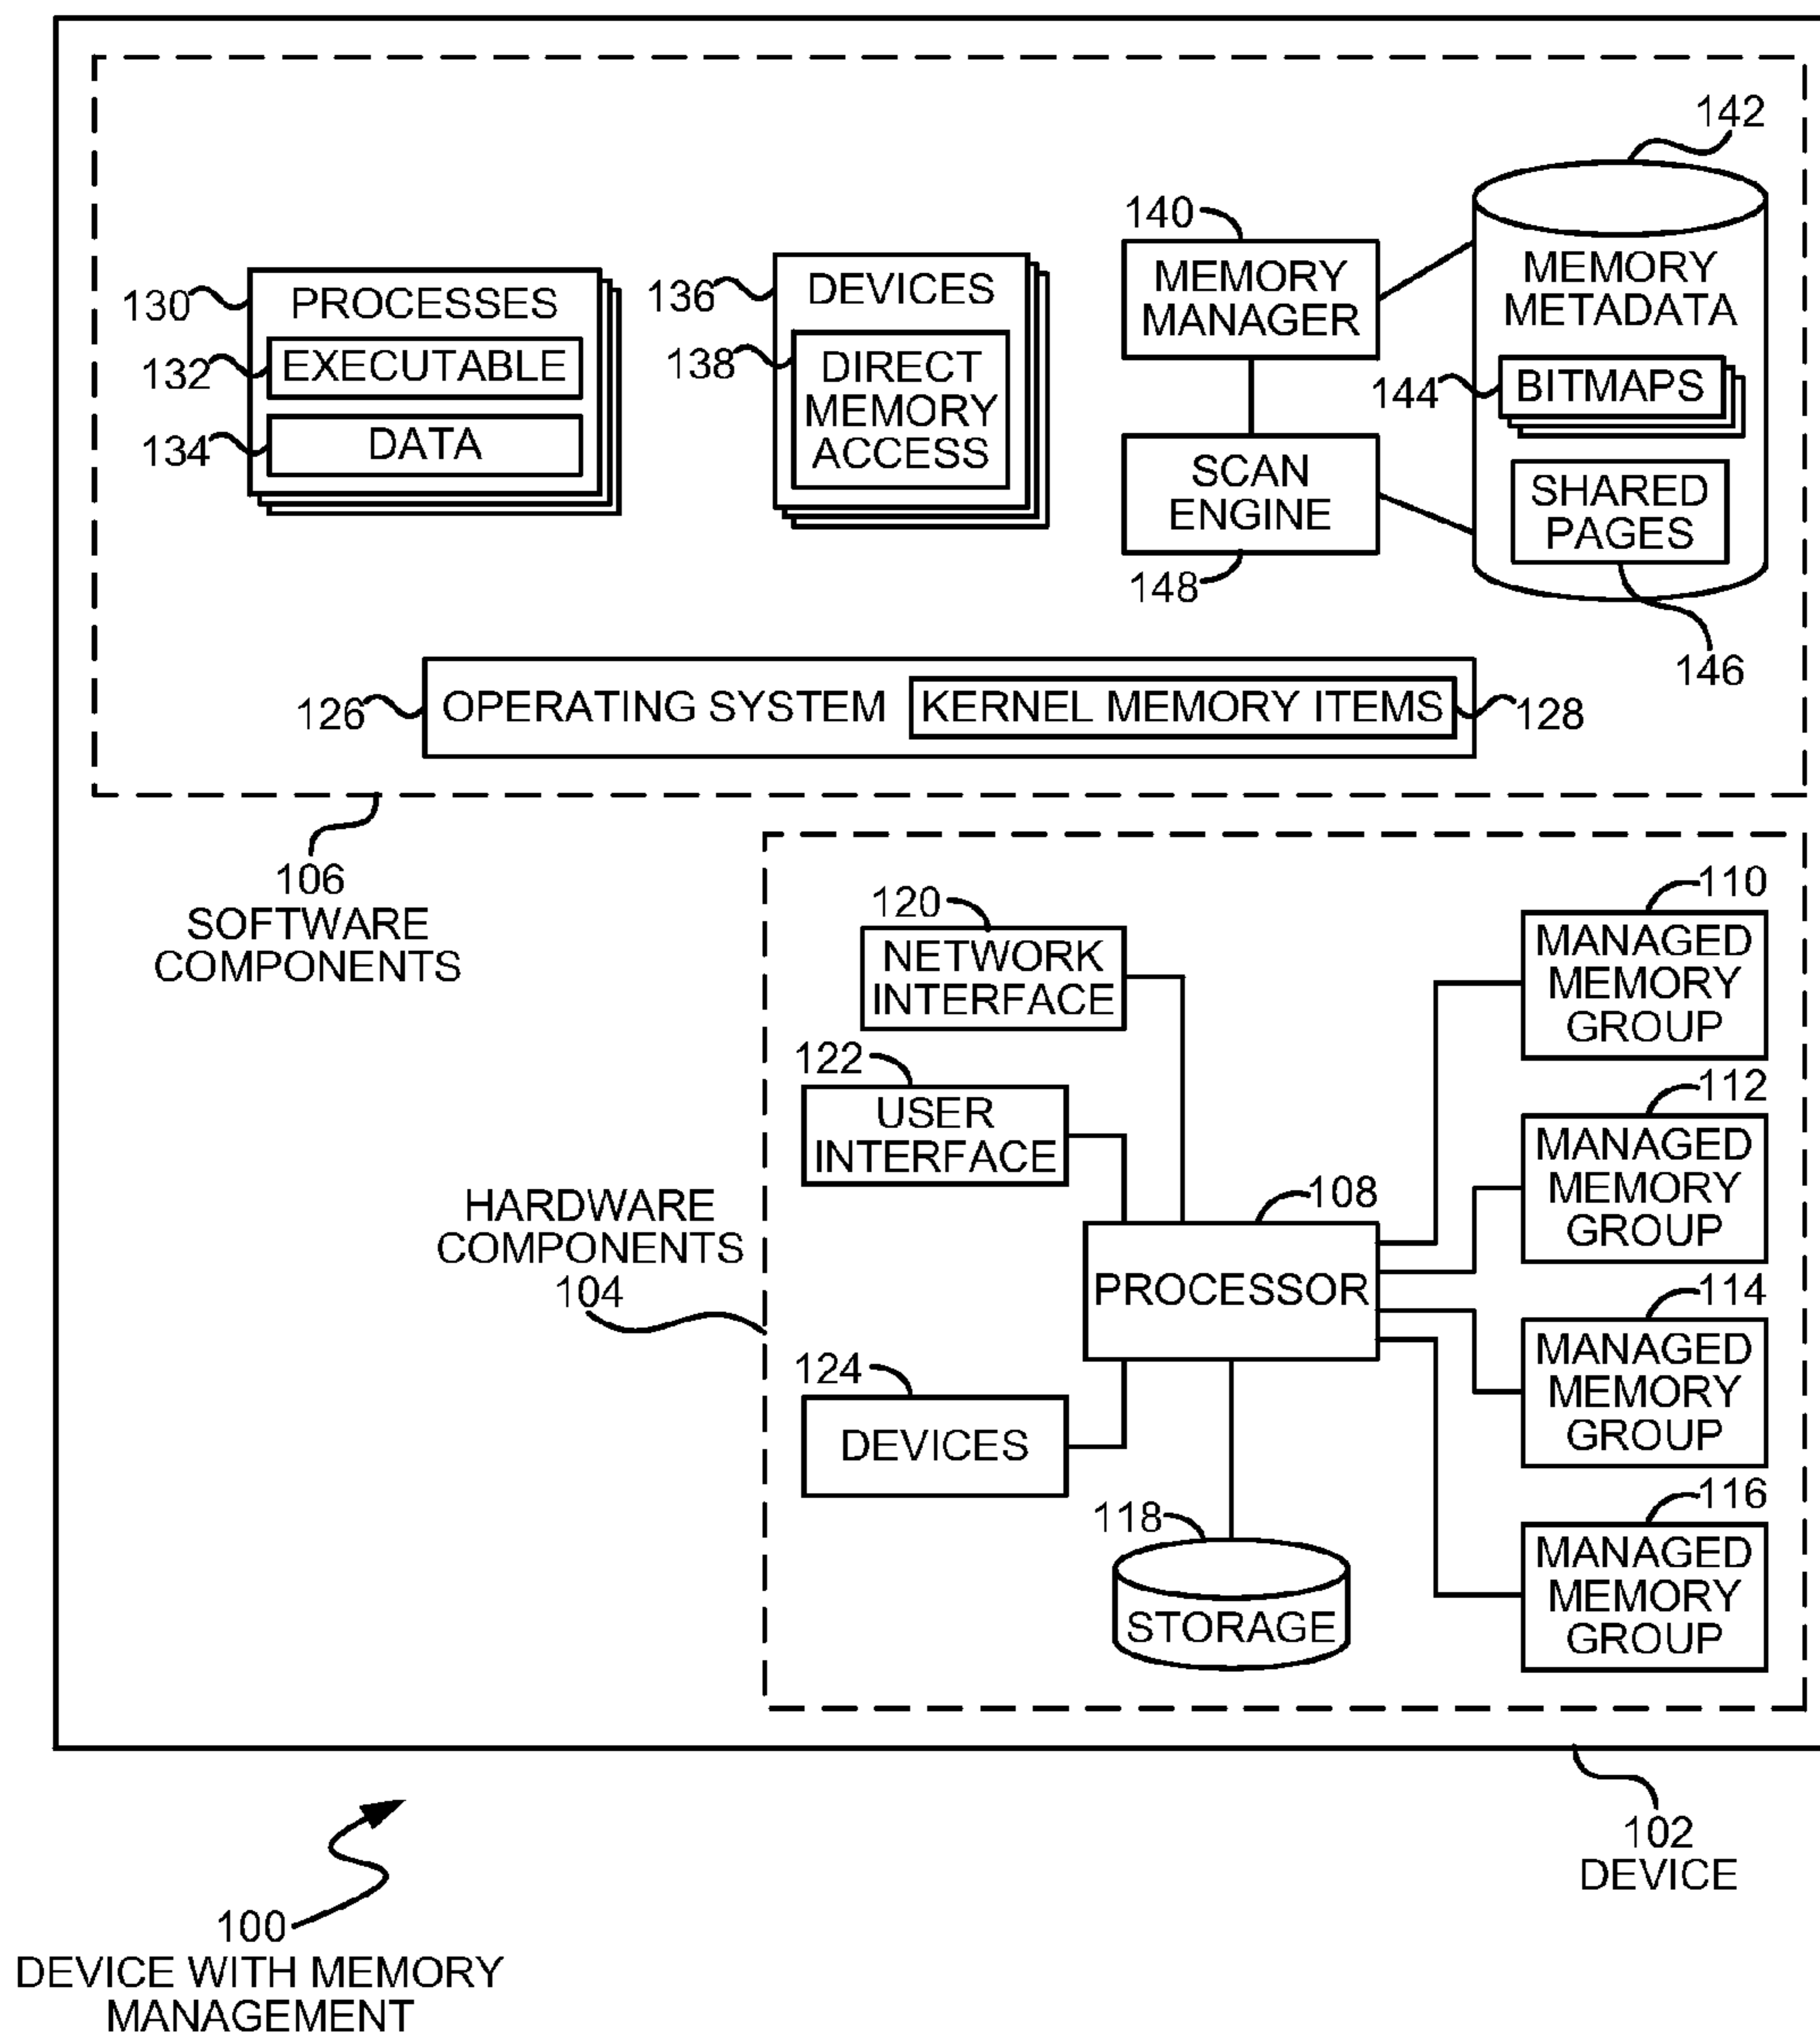 142
140
MEMORY
MANAGER
MEMORY
METADATA
130
PROCESSES
136
DEVICES
132
EXECUTABLE
138
DIRECT
MEMORY
ACCESS
144
BITMAPS
134
DATA
SCAN
ENGINE
148
SHARED
PAGES
146
126
OPERATING SYSTEM
KERNEL MEMORY ITEMS
128
106
SOFTWARE
COMPONENTS
120
NETWORK
INTERFACE
110
MANAGED
MEMORY
GROUP
122
USER
INTERFACE
112
MANAGED
MEMORY
GROUP
HARDWARE
COMPONENTS
104
108
PROCESSOR
114
MANAGED
MEMORY
GROUP
124
DEVICES
118
STORAGE
116
MANAGED
MEMORY
GROUP
102
DEVICE
100
DEVICE WITH MEMORY
MANAGEMENT